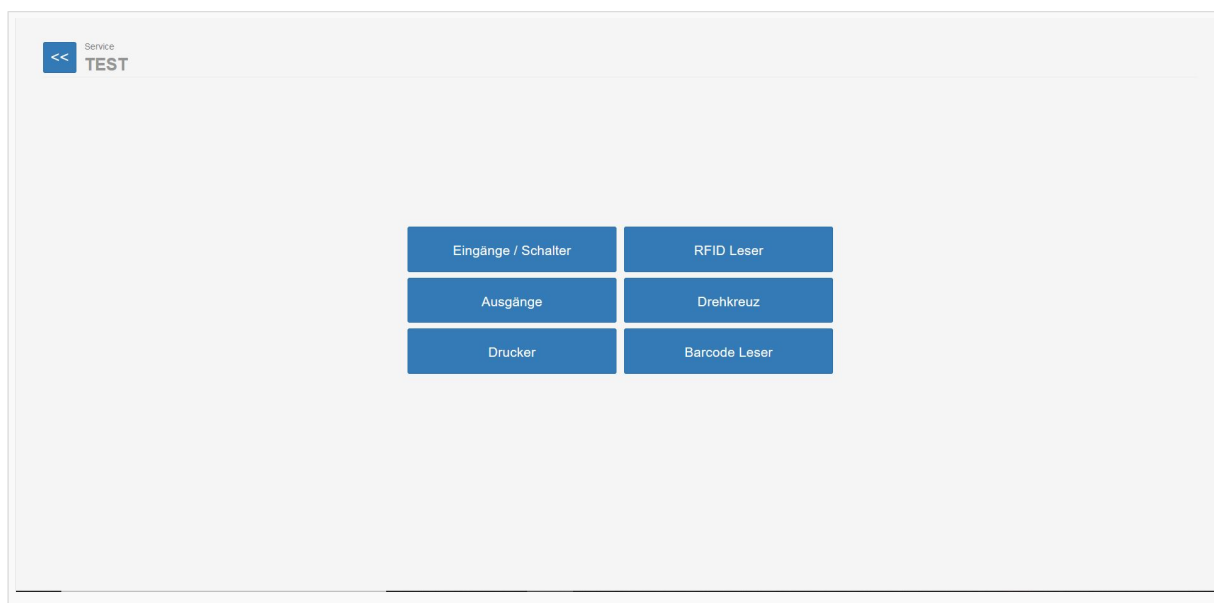 <<
Service
TEST
Eingänge / Schalter
RFID Leser
Ausgänge
Drehkreuz
Drucker
Barcode Leser